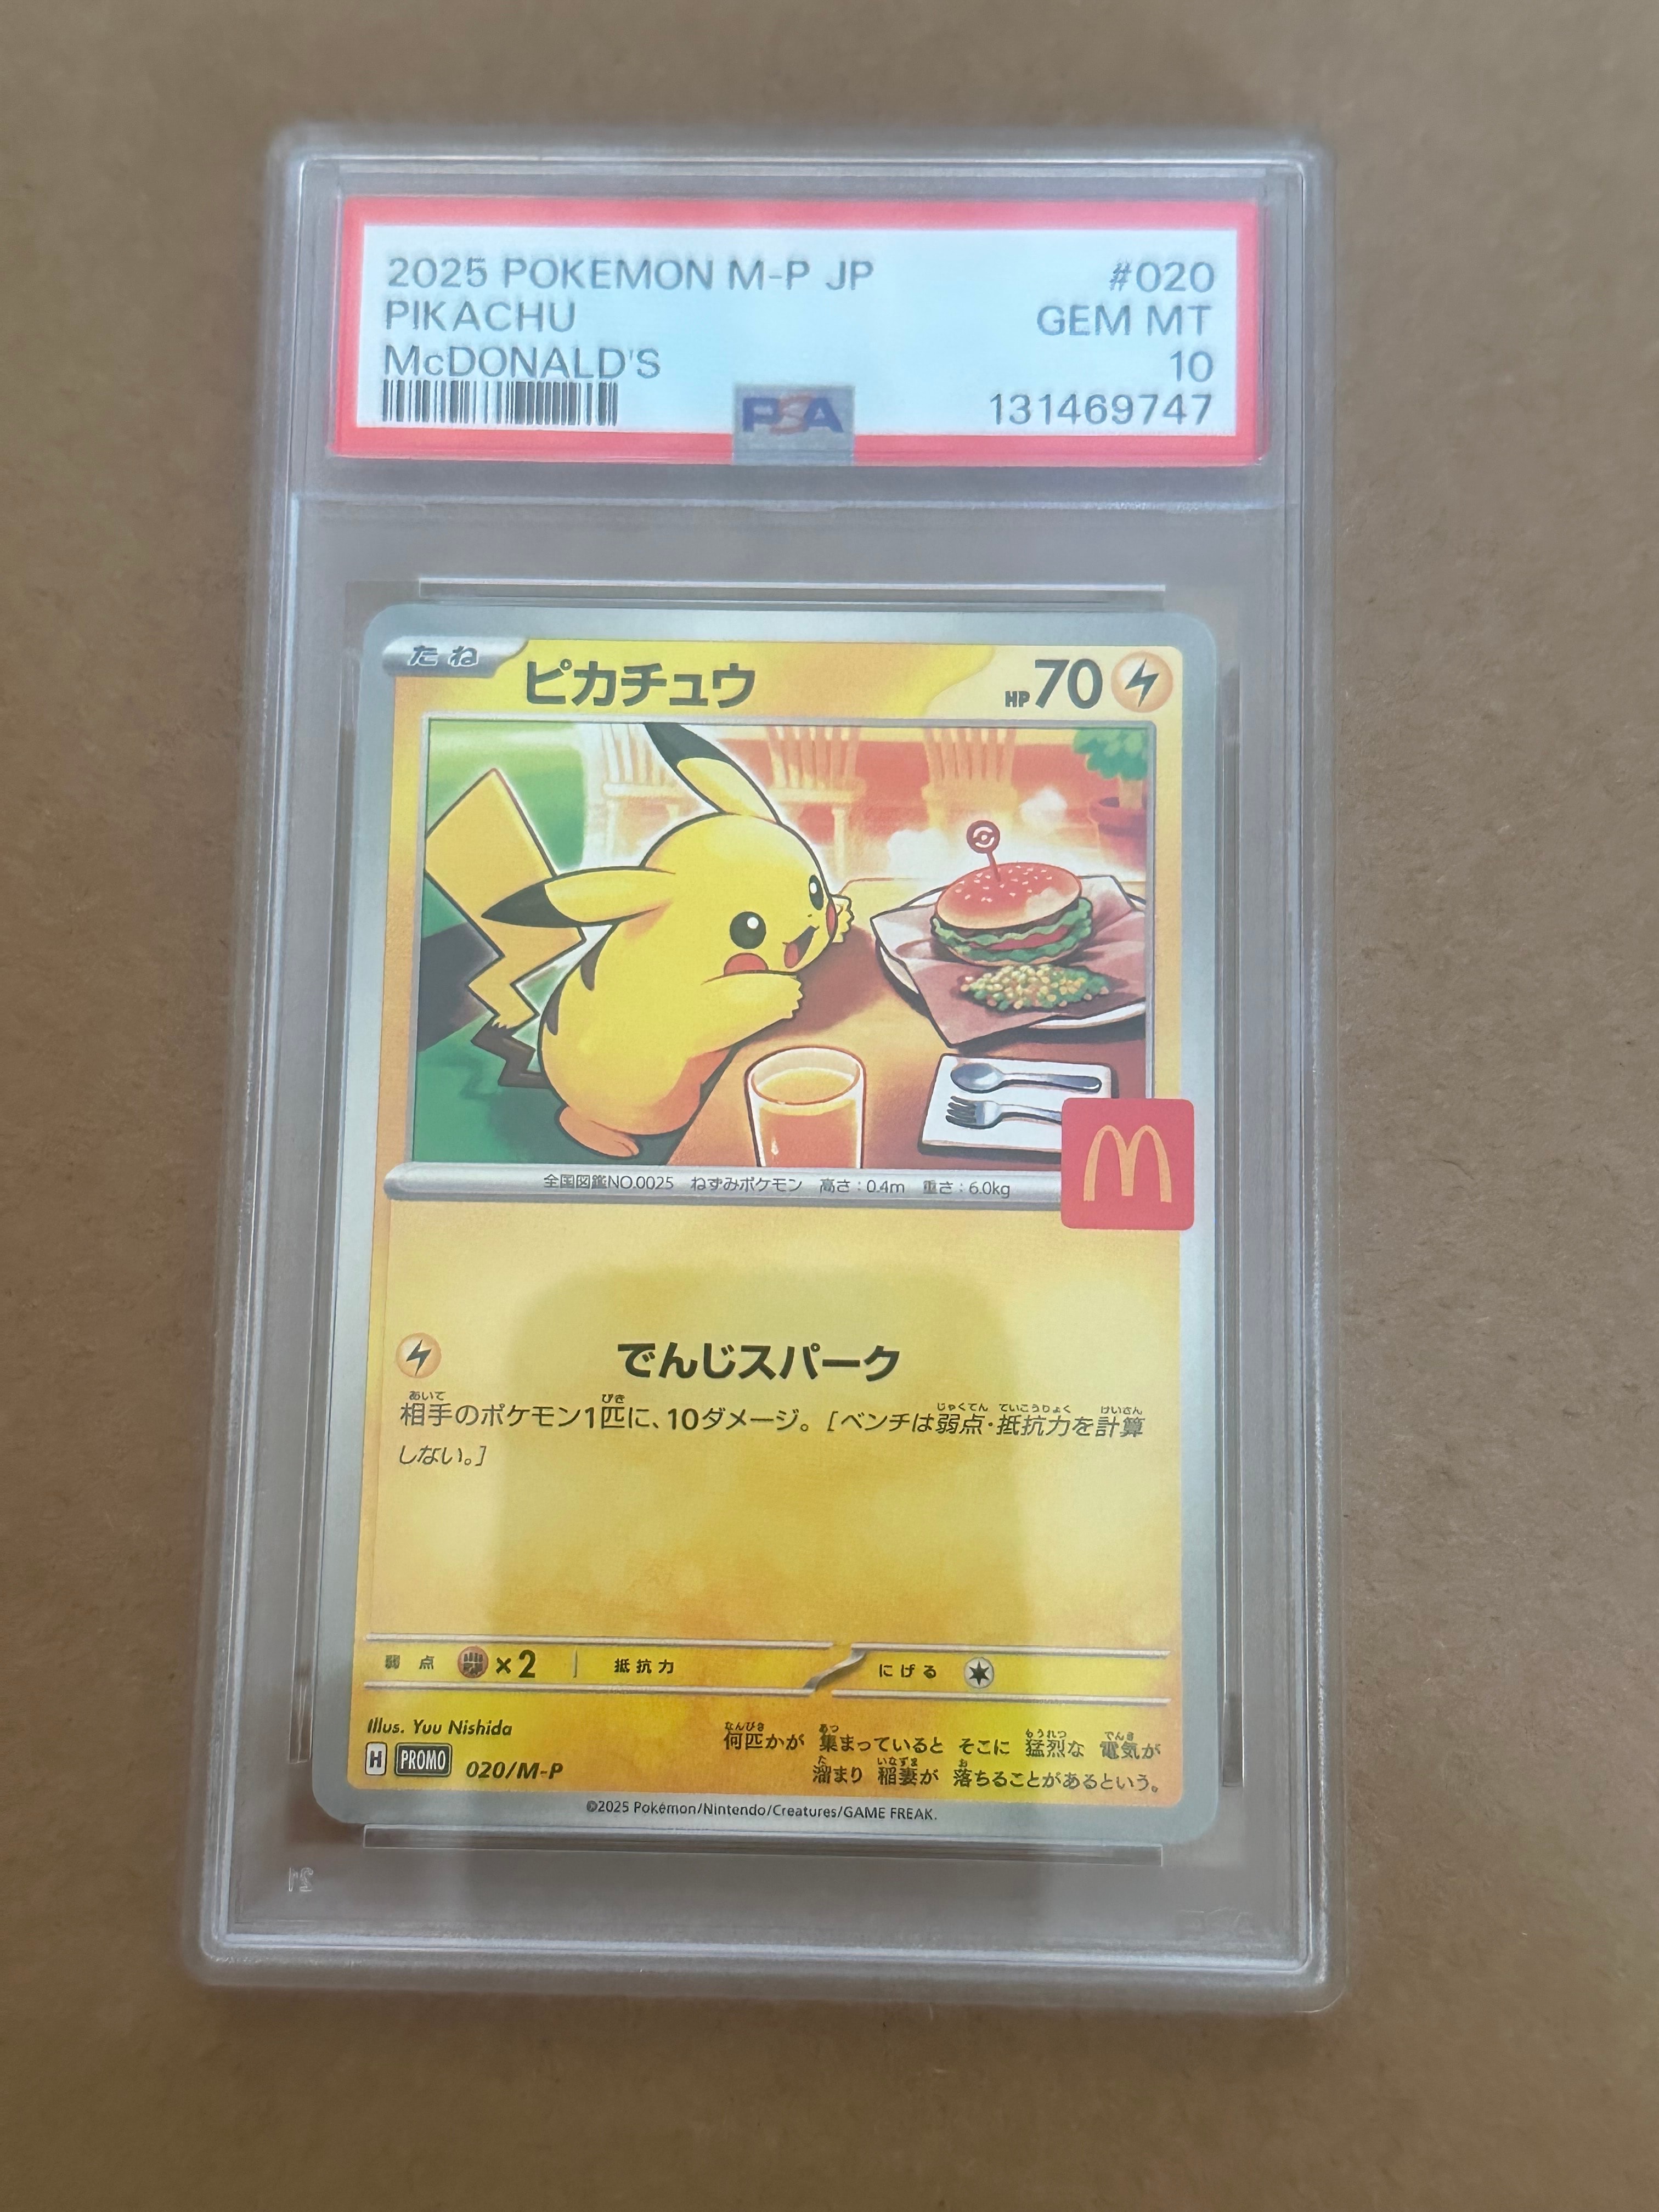 2025 POKEMON M-P JP #020
PIKACHU GEM MT
McDONALD'S 10
131469747
PSA
たね ピカチュウ HP70
全国図鑑NO.0025 ねずみポケモン 高さ:0.4m 重さ:6.0kg
でんじスパーク
相手のポケモン1匹に、10ダメージ。[ベンチは弱点・抵抗力を計算
しない。]
弱点 ×2 抵抗力 にげる
Illus. Yuu Nishida
何匹かが 集まっていると そこに 猛烈な 電気が
溜まり 稲妻が 落ちることがあるという。
H PROMO 020/M-P
©2025 Pokémon/Nintendo/Creatures/GAME FREAK.